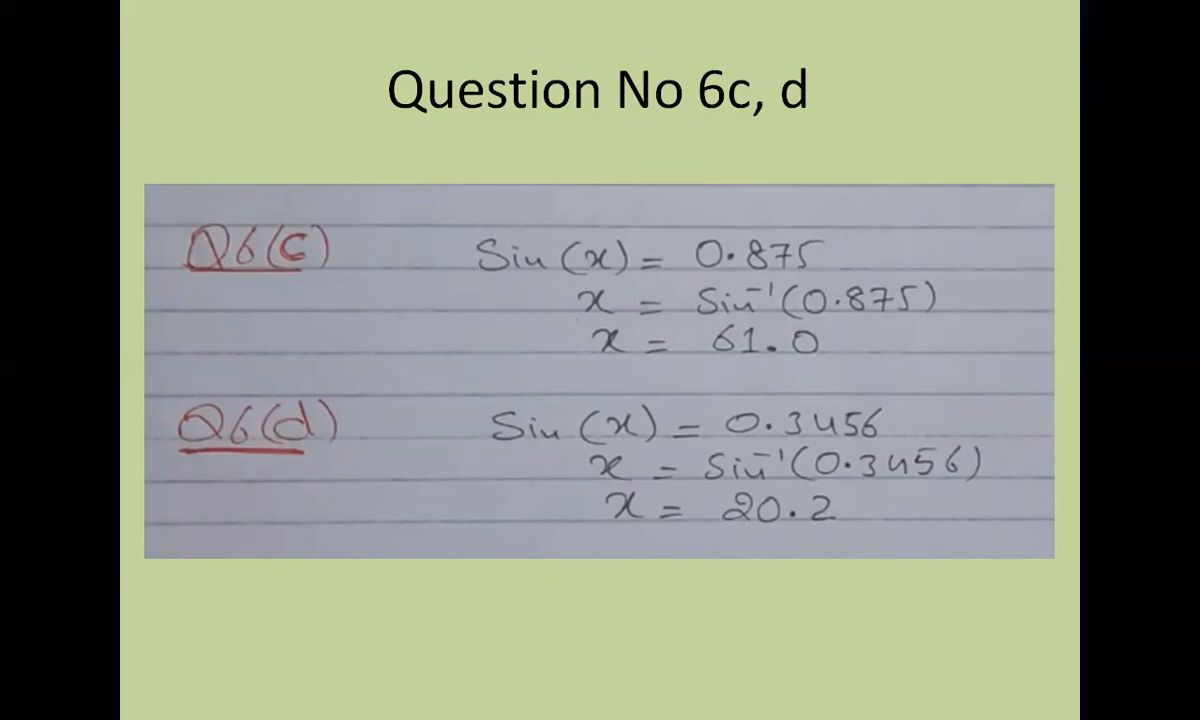 Question No 6c, d
Q6(c) Sin(x) = 0.875
x = Sin⁻¹(0.875)
x = 61.0
Q6(d) Sin(x) = 0.3456
x = Sin⁻¹(0.3456)
x = 20.2